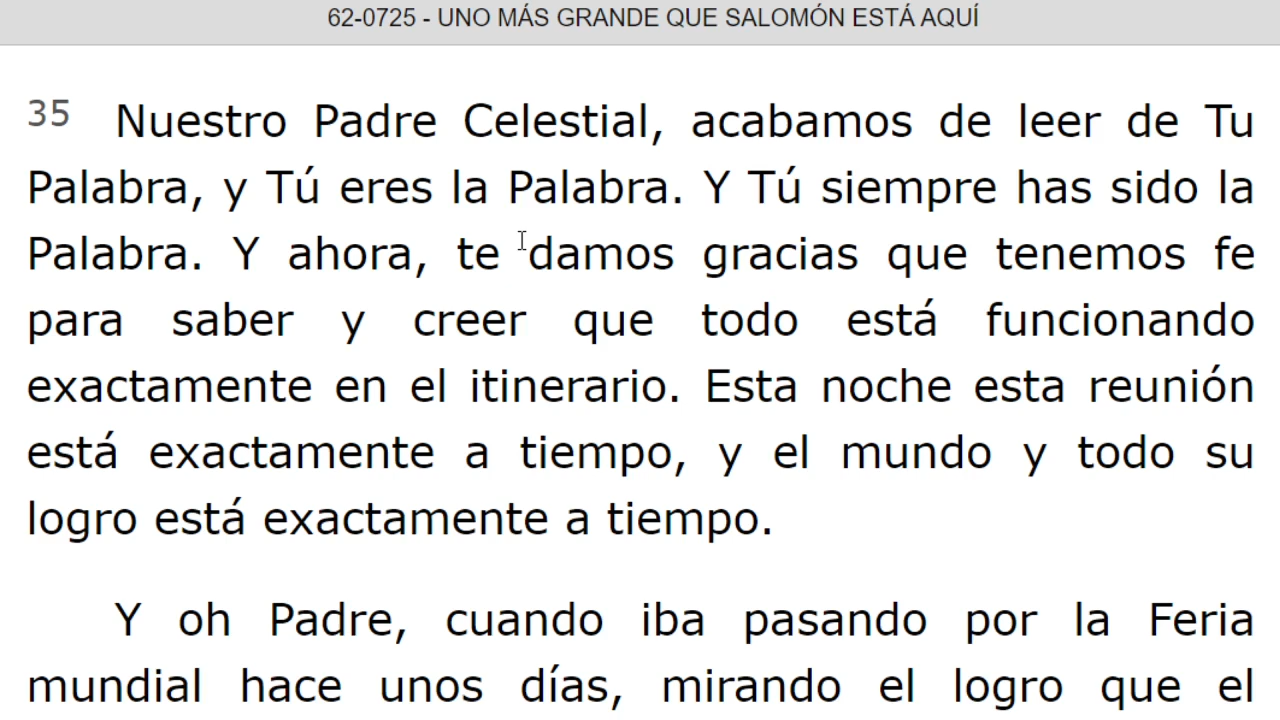 62-0725 - UNO MÁS GRANDE QUE SALOMÓN ESTÁ AQUÍ
35 Nuestro Padre Celestial, acabamos de leer de Tu
Palabra, y Tú eres la Palabra. Y Tú siempre has sido la
Palabra. Y ahora, te damos gracias que tenemos fe
para saber y creer que todo está funcionando
exactamente en el itinerario. Esta noche esta reunión
está exactamente a tiempo, y el mundo y todo su
logro está exactamente a tiempo.
Y oh Padre, cuando iba pasando por la Feria
mundial hace unos días, mirando el logro que el